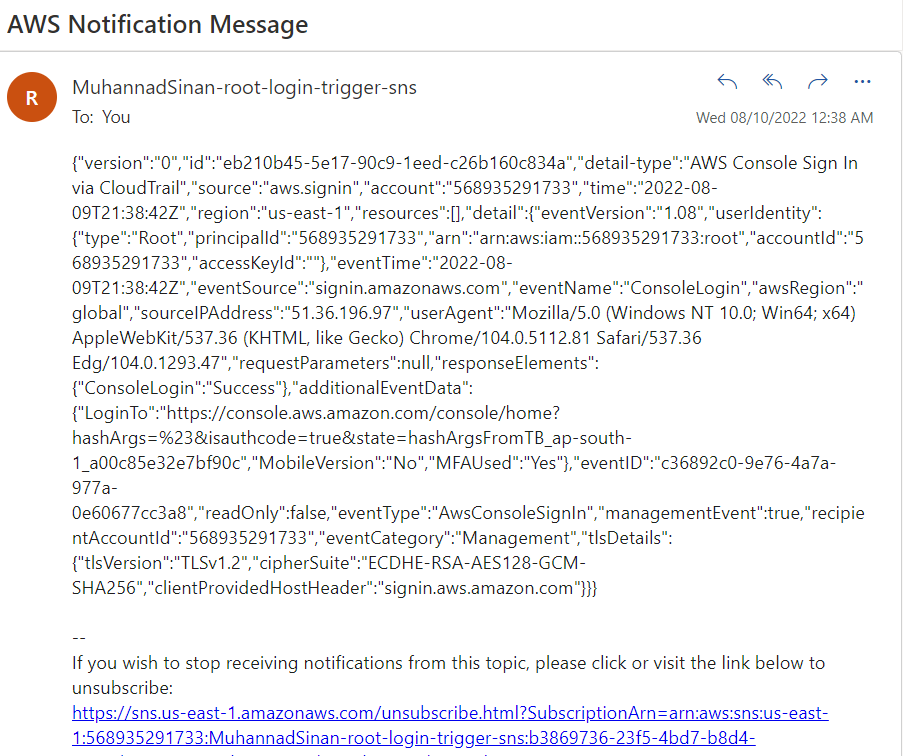 AWS Notification Message
R
MuhannadSinan-root-login-trigger-sns
To: You
Wed 08/10/2022 12:38 AM
{"version":"0","id":"eb210b45-5e17-90c9-1eed-c26b160c834a","detail-type":"AWS Console Sign In
via CloudTrail","source":"aws.signin","account":"568935291733","time":"2022-08-
09T21:38:42Z","region":"us-east-1","resources":[],"detail":{"eventVersion":"1.08","userIdentity":
{"type":"Root","principalId":"568935291733","arn":"arn:aws:iam::568935291733:root","accountId":"5
68935291733","accessKeyId":""},"eventTime":"2022-08-
09T21:38:42Z","eventSource":"signin.amazonaws.com","eventName":"ConsoleLogin","awsRegion":"
global","sourceIPAddress":"51.36.196.97","userAgent":"Mozilla/5.0 (Windows NT 10.0; Win64; x64)
AppleWebKit/537.36 (KHTML, like Gecko) Chrome/104.0.5112.81 Safari/537.36
Edg/104.0.1293.47","requestParameters":null,"responseElements":
{"ConsoleLogin":"Success"},"additionalEventData":
{"LoginTo":"https://console.aws.amazon.com/console/home?
hashArgs=%23&isauthcode=true&state=hashArgsFromTB_ap-south-
1_a00c85e32e7bf90c","MobileVersion":"No","MFAUsed":"Yes"},"eventID":"c36892c0-9e76-4a7a-
977a-
0e60677cc3a8","readOnly":false,"eventType":"AwsConsoleSignIn","managementEvent":true,"recipie
ntAccountId":"568935291733","eventCategory":"Management","tlsDetails":
{"tlsVersion":"TLSv1.2","cipherSuite":"ECDHE-RSA-AES128-GCM-
SHA256","clientProvidedHostHeader":"signin.aws.amazon.com"}}}
--
If you wish to stop receiving notifications from this topic, please click or visit the link below to
unsubscribe:
https://sns.us-east-1.amazonaws.com/unsubscribe.html?SubscriptionArn=arn:aws:sns:us-east-
1:568935291733:MuhannadSinan-root-login-trigger-sns:b3869736-23f5-4bd7-b8d4-